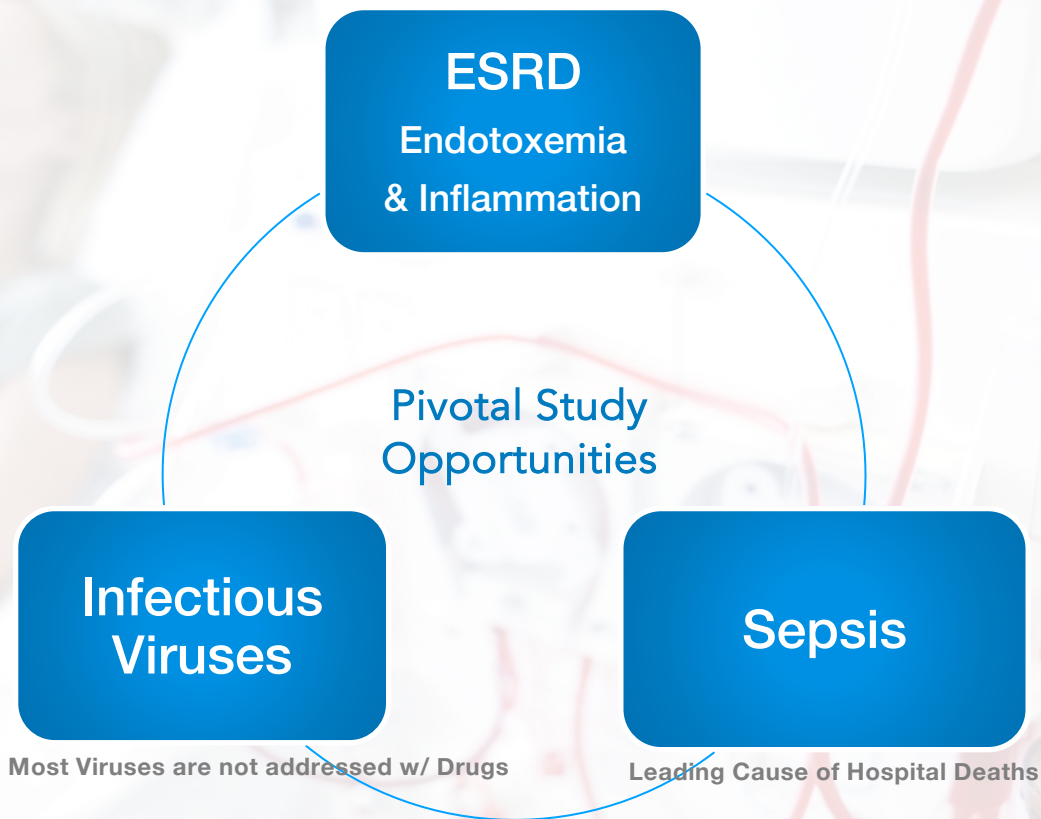 ESRD
Endotoxemia
& Inflammation
Pivotal Study
Opportunities
Infectious
Viruses
Sepsis
Most Viruses are not addressed w/ Drugs
Leading Cause of Hospital Deaths